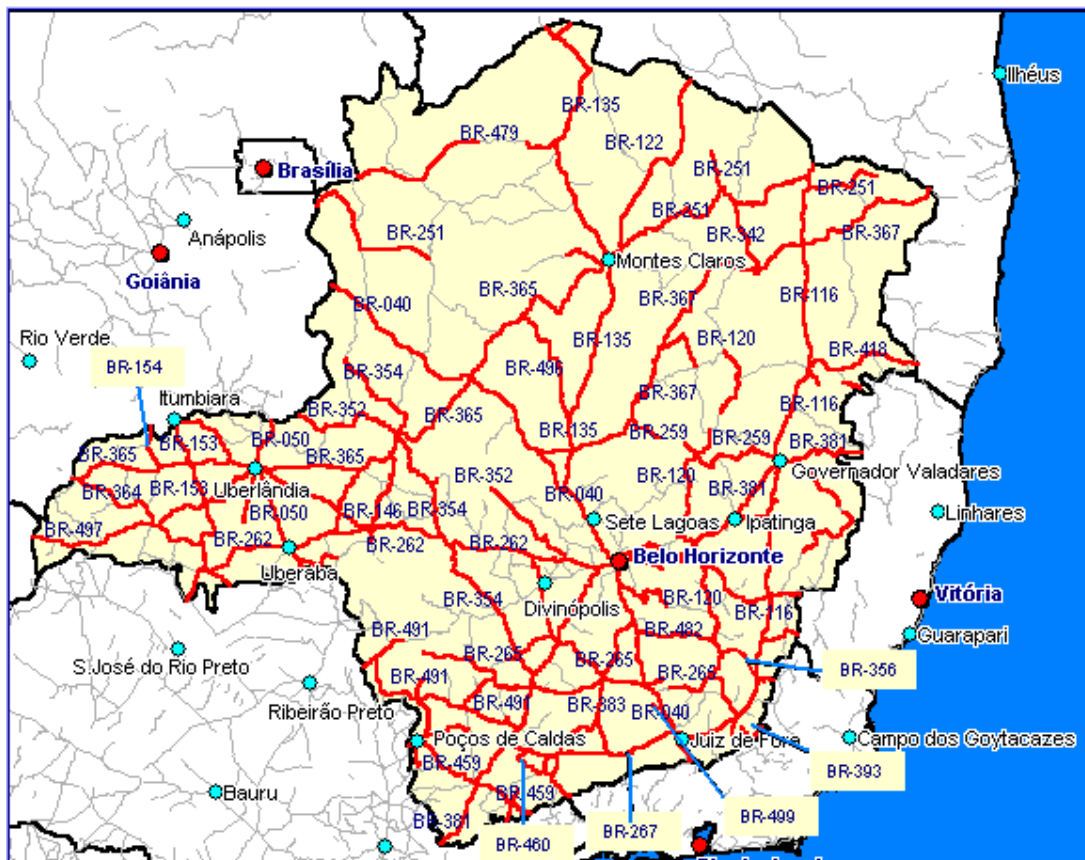 Ilhéus
BR-135
BR-479
BR-122
Brasília
BR-251
BR-251
BR-251
Anápolis
BR-342
BR-367
BR-251
Goiânia
Montes Claros
BR-365
BR-367
BR-116
BR-040
Rio Verde
BR-135
BR-120
BR-418
BR-154
BR-496
BR-354
BR-367
BR-116
Itumbiara
BR-352
BR-365
BR-135
BR-259
BR-259
BR-153
BR-050
BR-381
BR-365
BR-365
BR-352
BR-120
Governador Valadares
BR-364
BR-153
Uberlândia
BR-381
BR-040
BR-050
BR-146
BR-354
Sete Lagoas
Ipatinga
Linhares
BR-497
BR-262
BR-262
BR-262
Belo Horizonte
Uberaba
BR-354
Divinópolis
BR-120
Vitória
BR-116
BR-491
BR-482
Guarapari
S.José do Rio Preto
BR-265
BR-265
BR-356
BR-491
BR-265
Ribeirão Preto
BR-491
BR-383
BR-040
Poços de Caldas
Juiz de Fora
Campo dos Goytacazes
BR-459
BR-393
Bauru
BR-459
BR-499
BR-381
BR-460
BR-267